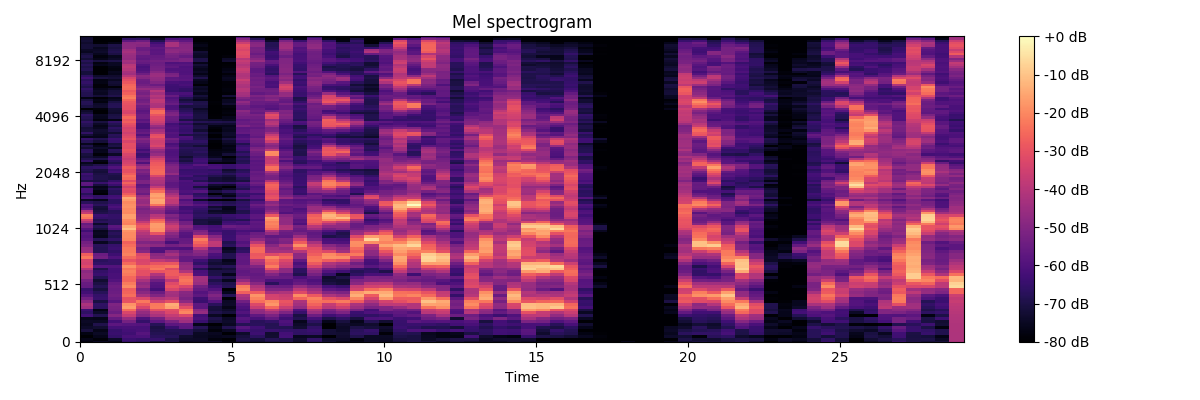 Mel spectrogram
8192
4096
2048
1024
512
0
Hz
0 5 10 15 20 25
Time
+0 dB
-10 dB
-20 dB
-30 dB
-40 dB
-50 dB
-60 dB
-70 dB
-80 dB